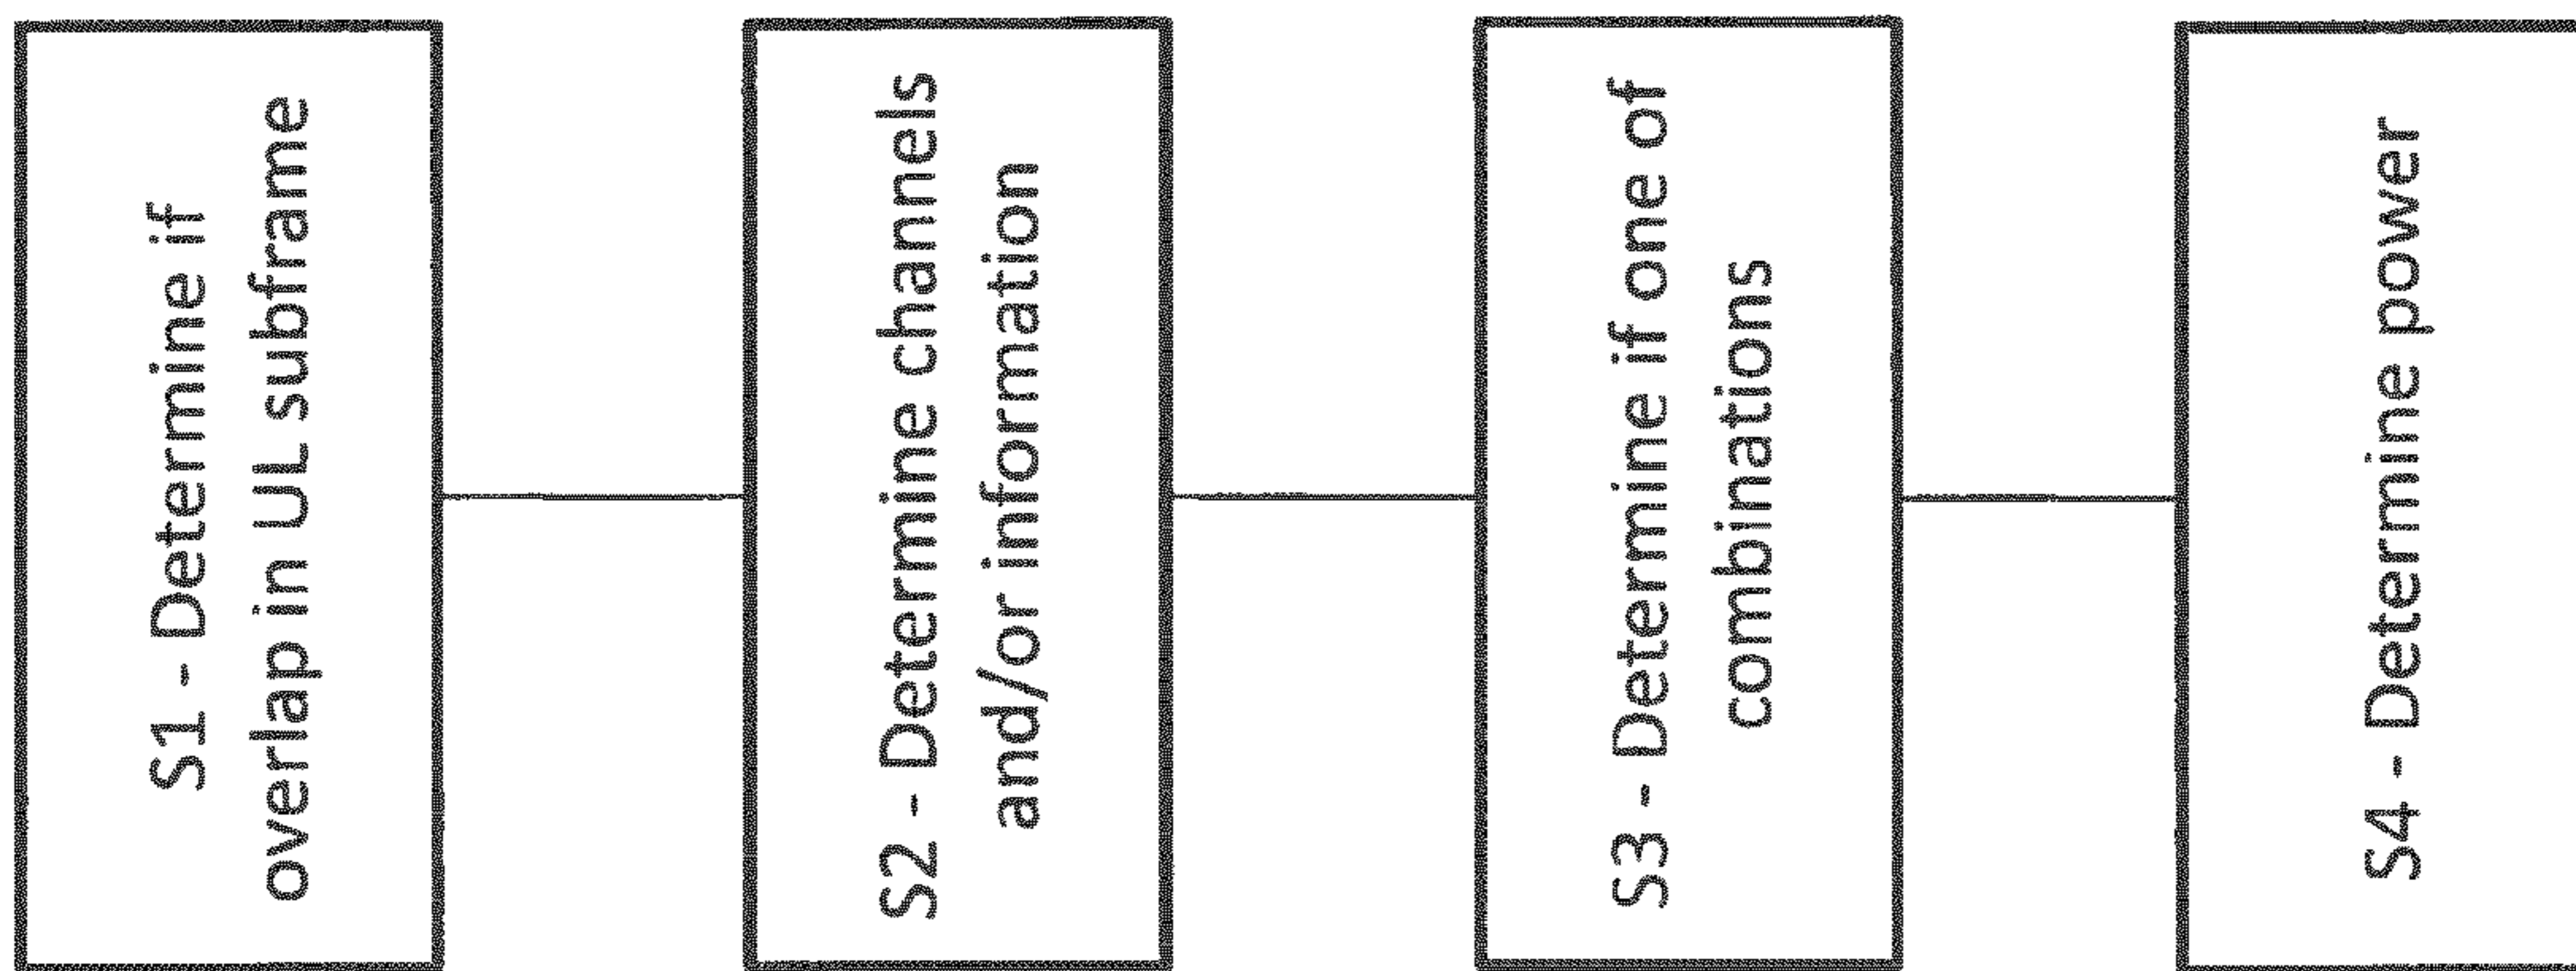 S1 - Determine if
overlap in UL subframe
S2 - Determine channels
and/or information
S3 - Determine if one of
combinations
S4 - Determine power